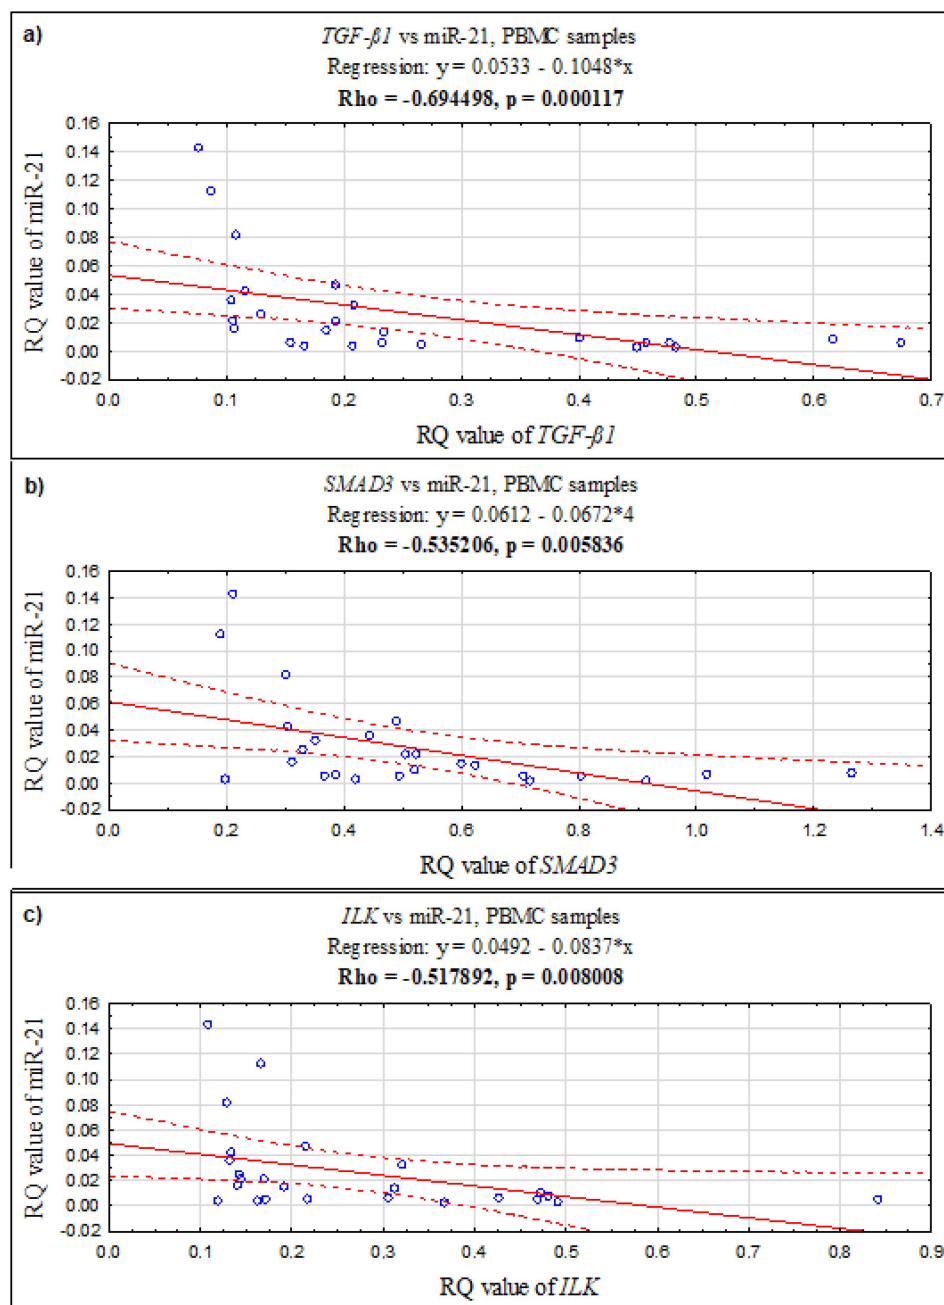 a)
TGF-β1 vs miR-21, PBMC samples
Regression: y = 0.0533 - 0.1048*x
Rho = -0.694498, p = 0.000117
RQ value of miR-21
0.16
0.14
0.12
0.10
0.08
0.06
0.04
0.02
0.00
-0.02
0.0 0.1 0.2 0.3 0.4 0.5 0.6 0.7
RQ value of TGF-β1
b)
SMAD3 vs miR-21, PBMC samples
Regression: y = 0.0612 - 0.0672*4
Rho = -0.535206, p = 0.005836
RQ value of miR-21
0.16
0.14
0.12
0.10
0.08
0.06
0.04
0.02
0.00
-0.02
0.0 0.2 0.4 0.6 0.8 1.0 1.2 1.4
RQ value of SMAD3
c)
ILK vs miR-21, PBMC samples
Regression: y = 0.0492 - 0.0837*x
Rho = -0.517892, p = 0.008008
RQ value of miR-21
0.16
0.14
0.12
0.10
0.08
0.06
0.04
0.02
0.00
-0.02
0.0 0.1 0.2 0.3 0.4 0.5 0.6 0.7 0.8 0.9
RQ value of ILK